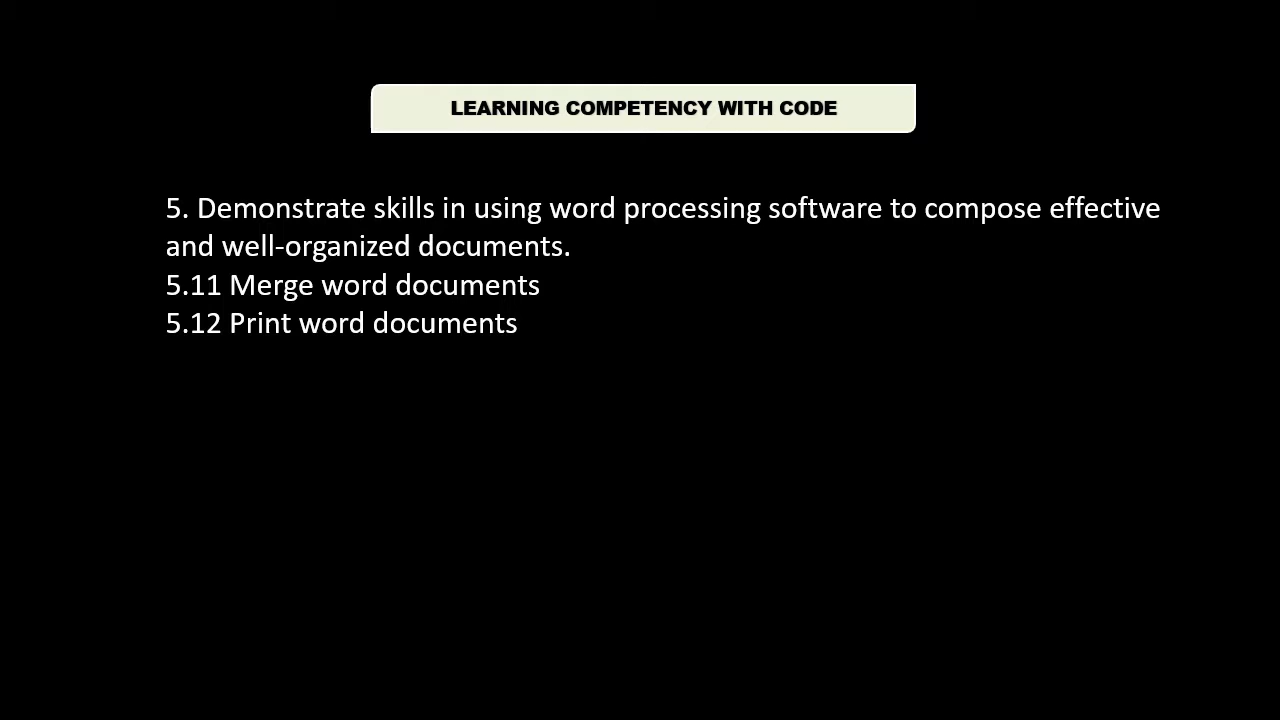 LEARNING COMPETENCY WITH CODE
5. Demonstrate skills in using word processing software to compose effective
and well-organized documents.
5.11 Merge word documents
5.12 Print word documents